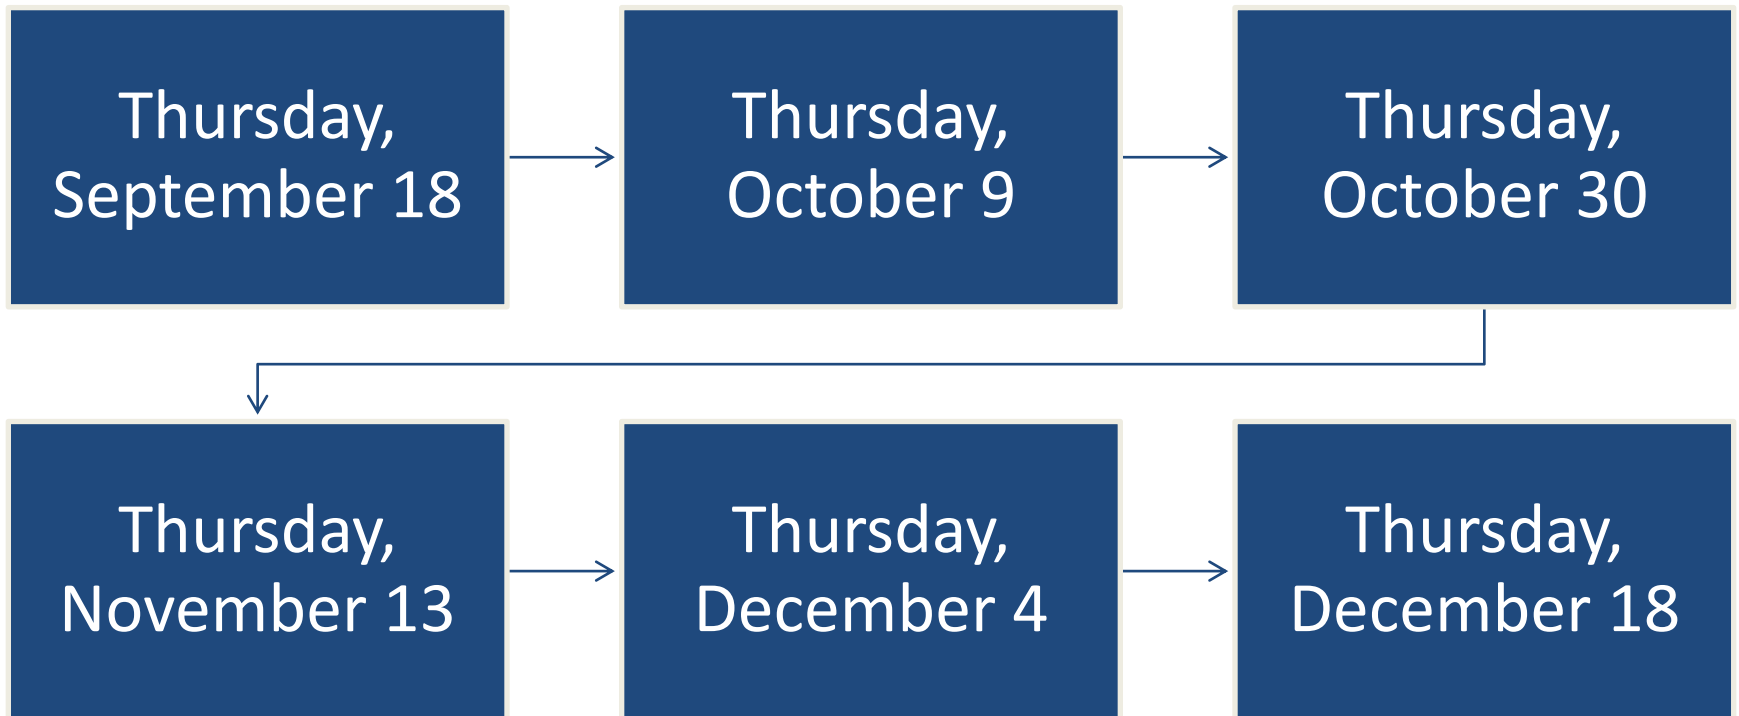 Thursday,
September 18
Thursday,
October 9
Thursday,
October 30
Thursday,
November 13
Thursday,
December 4
Thursday,
December 18